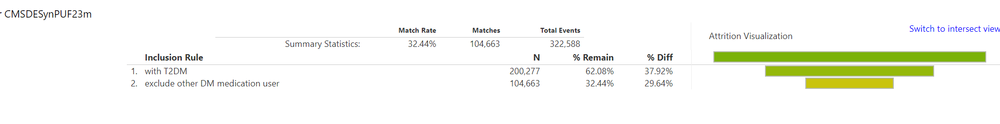 r CMSDESynPUF23m
Switch to intersect view
Match Rate Matches Total Events
Attrition Visualization
Summary Statistics: 32.44% 104,663 322,588
Inclusion Rule N % Remain % Diff
1. with T2DM 200,277 62.08% 37.92%
2. exclude other DM medication user 104,663 32.44% 29.64%